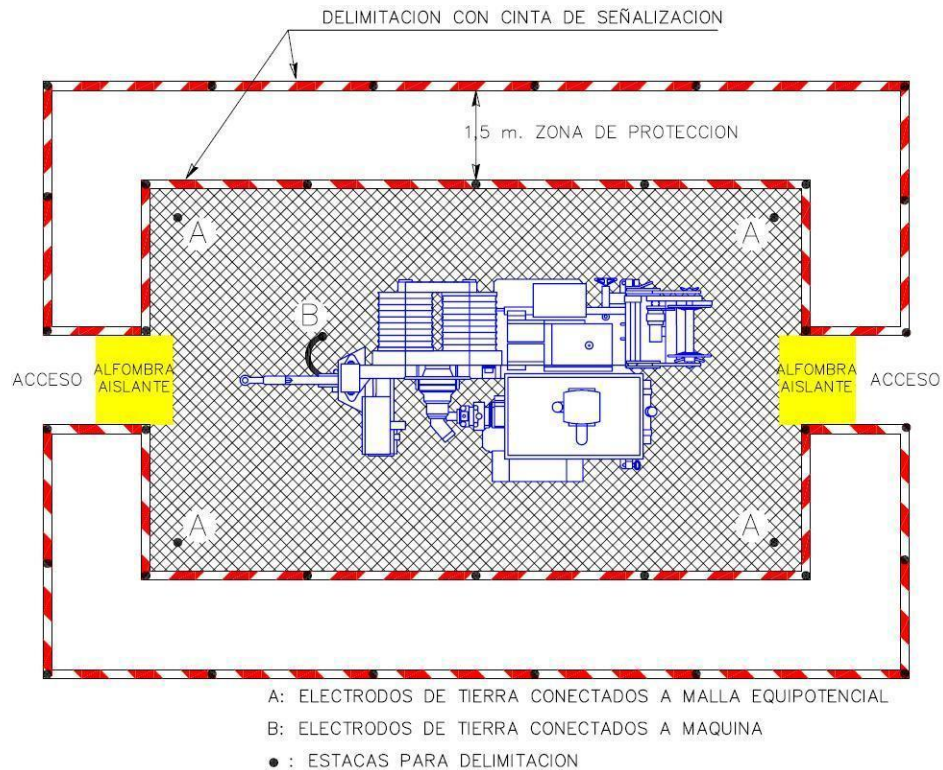 DELIMITACION CON CINTA DE SEÑALIZACION
1,5 m. ZONA DE PROTECCION
A
A
B
ACCESO
ALFOMBRA
AISLANTE
ALFOMBRA
AISLANTE
ACCESO
A
A
A: ELECTRODOS DE TIERRA CONECTADOS A MALLA EQUIPOTENCIAL
B: ELECTRODOS DE TIERRA CONECTADOS A MAQUINA
● : ESTACAS PARA DELIMITACION